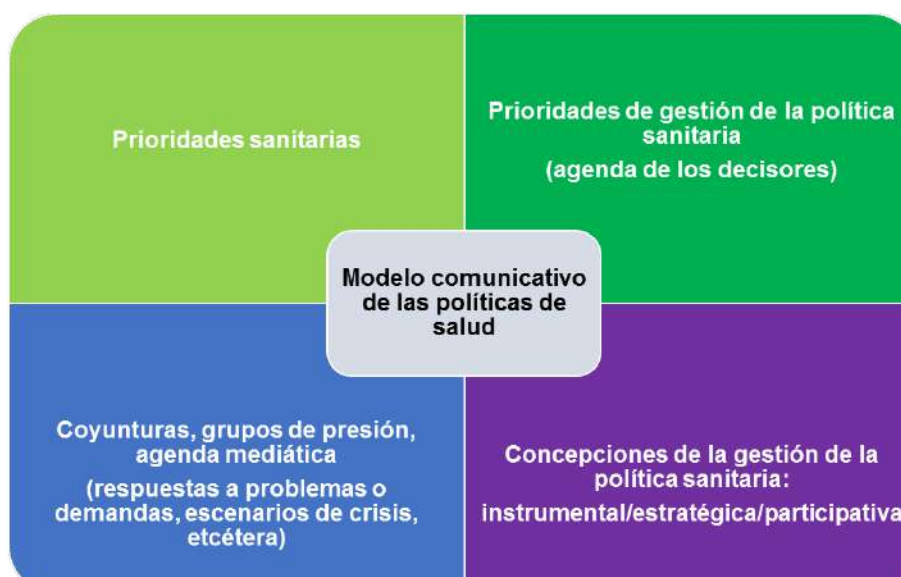 Prioridades sanitarias
Prioridades de gestión de la política
sanitaria
(agenda de los decisores)
Modelo comunicativo
de las políticas de
salud
Coyunturas, grupos de presión,
agenda mediática
(respuestas a problemas o
demandas, escenarios de crisis,
etcétera)
Concepciones de la gestión de la
política sanitaria:
instrumental/estratégica/participativa